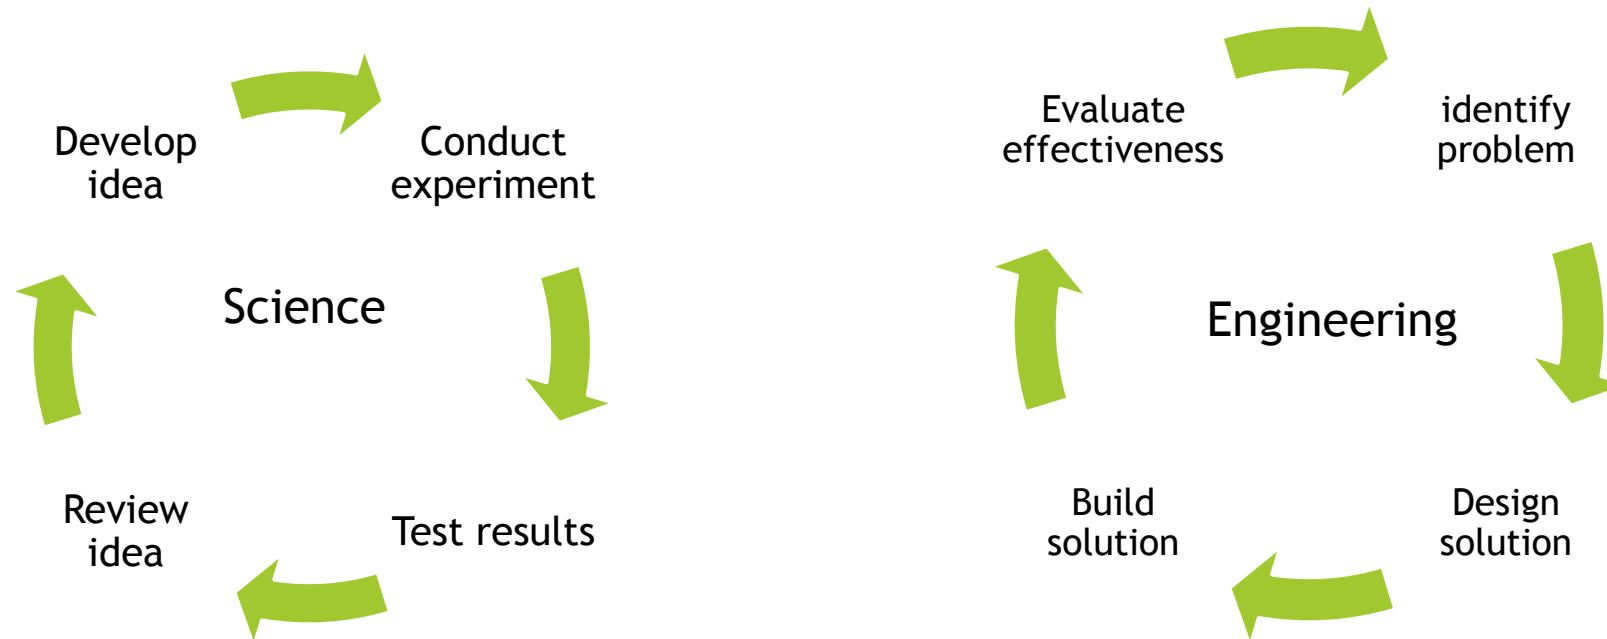 Develop
idea
Conduct
experiment
Science
Review
idea
Test results
Evaluate
effectiveness
identify
problem
Engineering
Build
solution
Design
solution